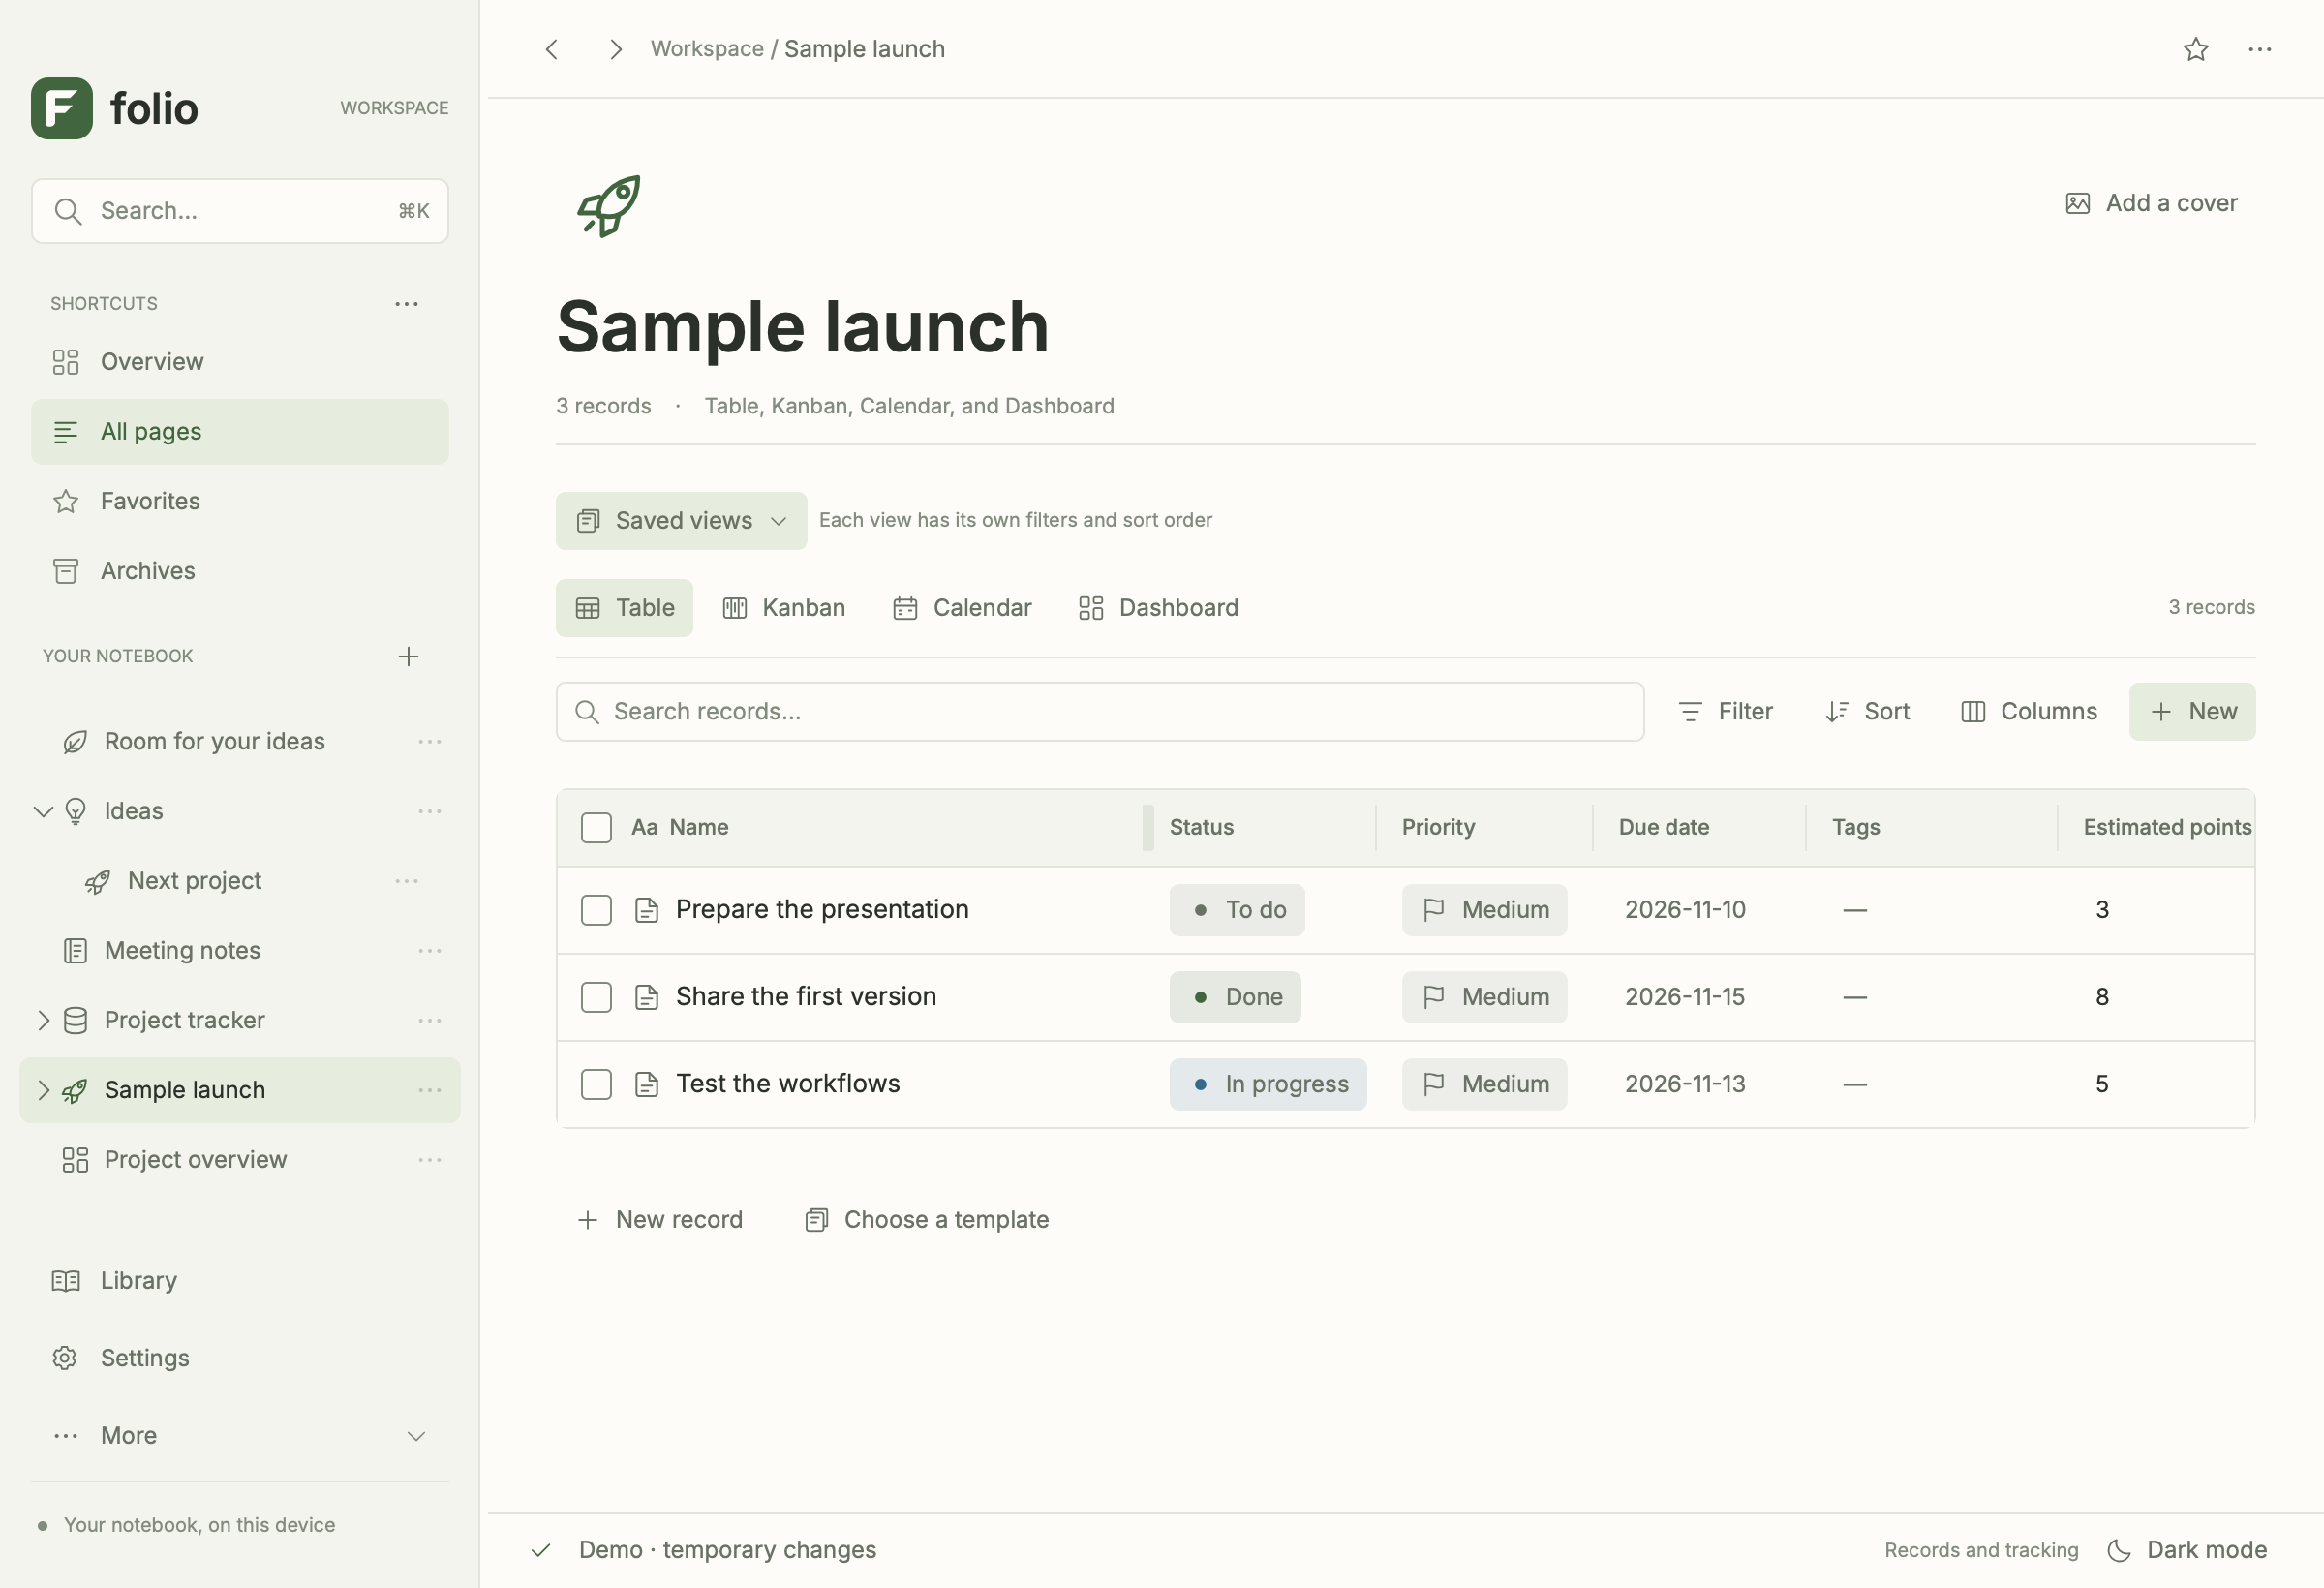 folio
WORKSPACE
Search...
⌘K
SHORTCUTS
Overview
All pages
Favorites
Archives
YOUR NOTEBOOK
Room for your ideas
Ideas
Next project
Meeting notes
Project tracker
Sample launch
Project overview
Library
Settings
More
Your notebook, on this device
Workspace / Sample launch
Add a cover
Sample launch
3 records · Table, Kanban, Calendar, and Dashboard
Saved views
Each view has its own filters and sort order
Table Kanban Calendar Dashboard
3 records
Search records...
Filter Sort Columns New
Aa Name Status Priority Due date Tags Estimated points
Prepare the presentation To do Medium 2026-11-10 — 3
Share the first version Done Medium 2026-11-15 — 8
Test the workflows In progress Medium 2026-11-13 — 5
New record Choose a template
Demo · temporary changes
Records and tracking Dark mode